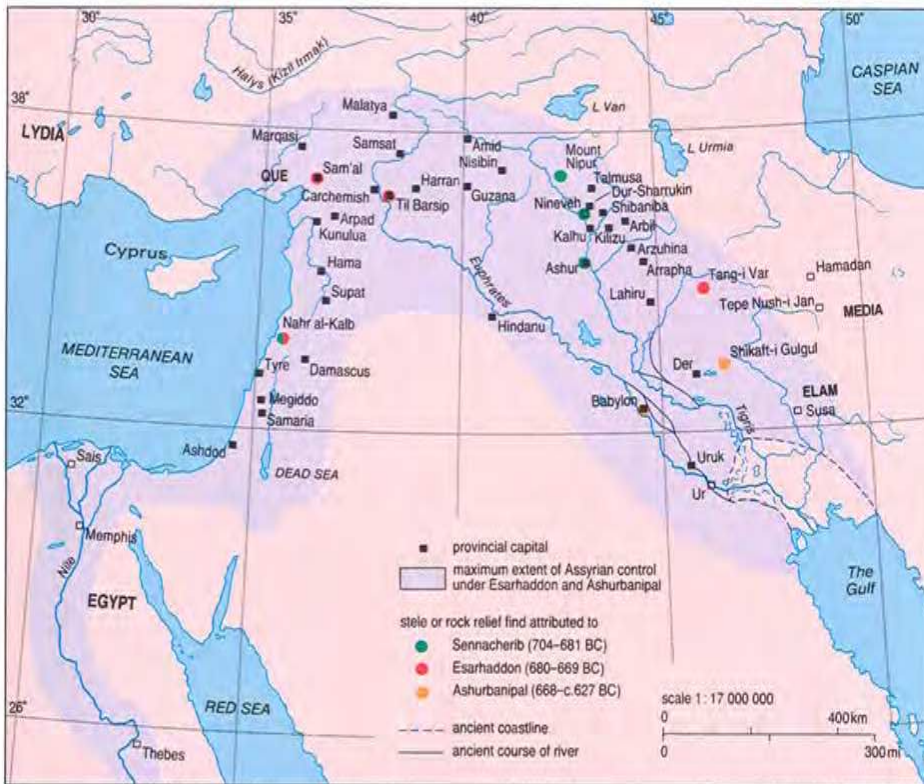 30°
35°
40°
45°
50°
Halys (Kizil Irmak)
CASPIAN
SEA
38°
LYDIA
Malatya
L Van
L Urmia
Marqasi
Samsat
Amid
Nisibin
Mount
Nipur
QUE
Sam'al
Harran
Talmusa
Carchemish
Til Barsip
Guzana
Dur-Sharrukin
Nineveh
Shibaniba
Arpad
Kunulua
Arbil
Kalhu
Kilizu
Arzuhina
Cyprus
Hama
Euphrates
Ashur
Arrapha
Tang-i Var
Hamadan
Supat
Lahiru
Tepe Nush-i Jan
MEDIA
Nahr al-Kalb
Hindanu
MEDITERRANEAN
SEA
Tyre
Damascus
Der
Shikaft-i Gulgul
Megiddo
Babylon
ELAM
32°
Samaria
Tigris
Susa
Ashdod
Sais
DEAD SEA
Uruk
Ur
Memphis
Nile
EGYPT
The
Gulf
RED SEA
26°
Thebes
provincial capital
maximum extent of Assyrian control
under Esarhaddon and Ashurbanipal
stele or rock relief find attributed to
Sennacherib (704–681 BC)
Esarhaddon (680–669 BC)
Ashurbanipal (668–c.627 BC)
ancient coastline
ancient course of river
scale 1 : 17 000 000
0 400 km
0 300 mi